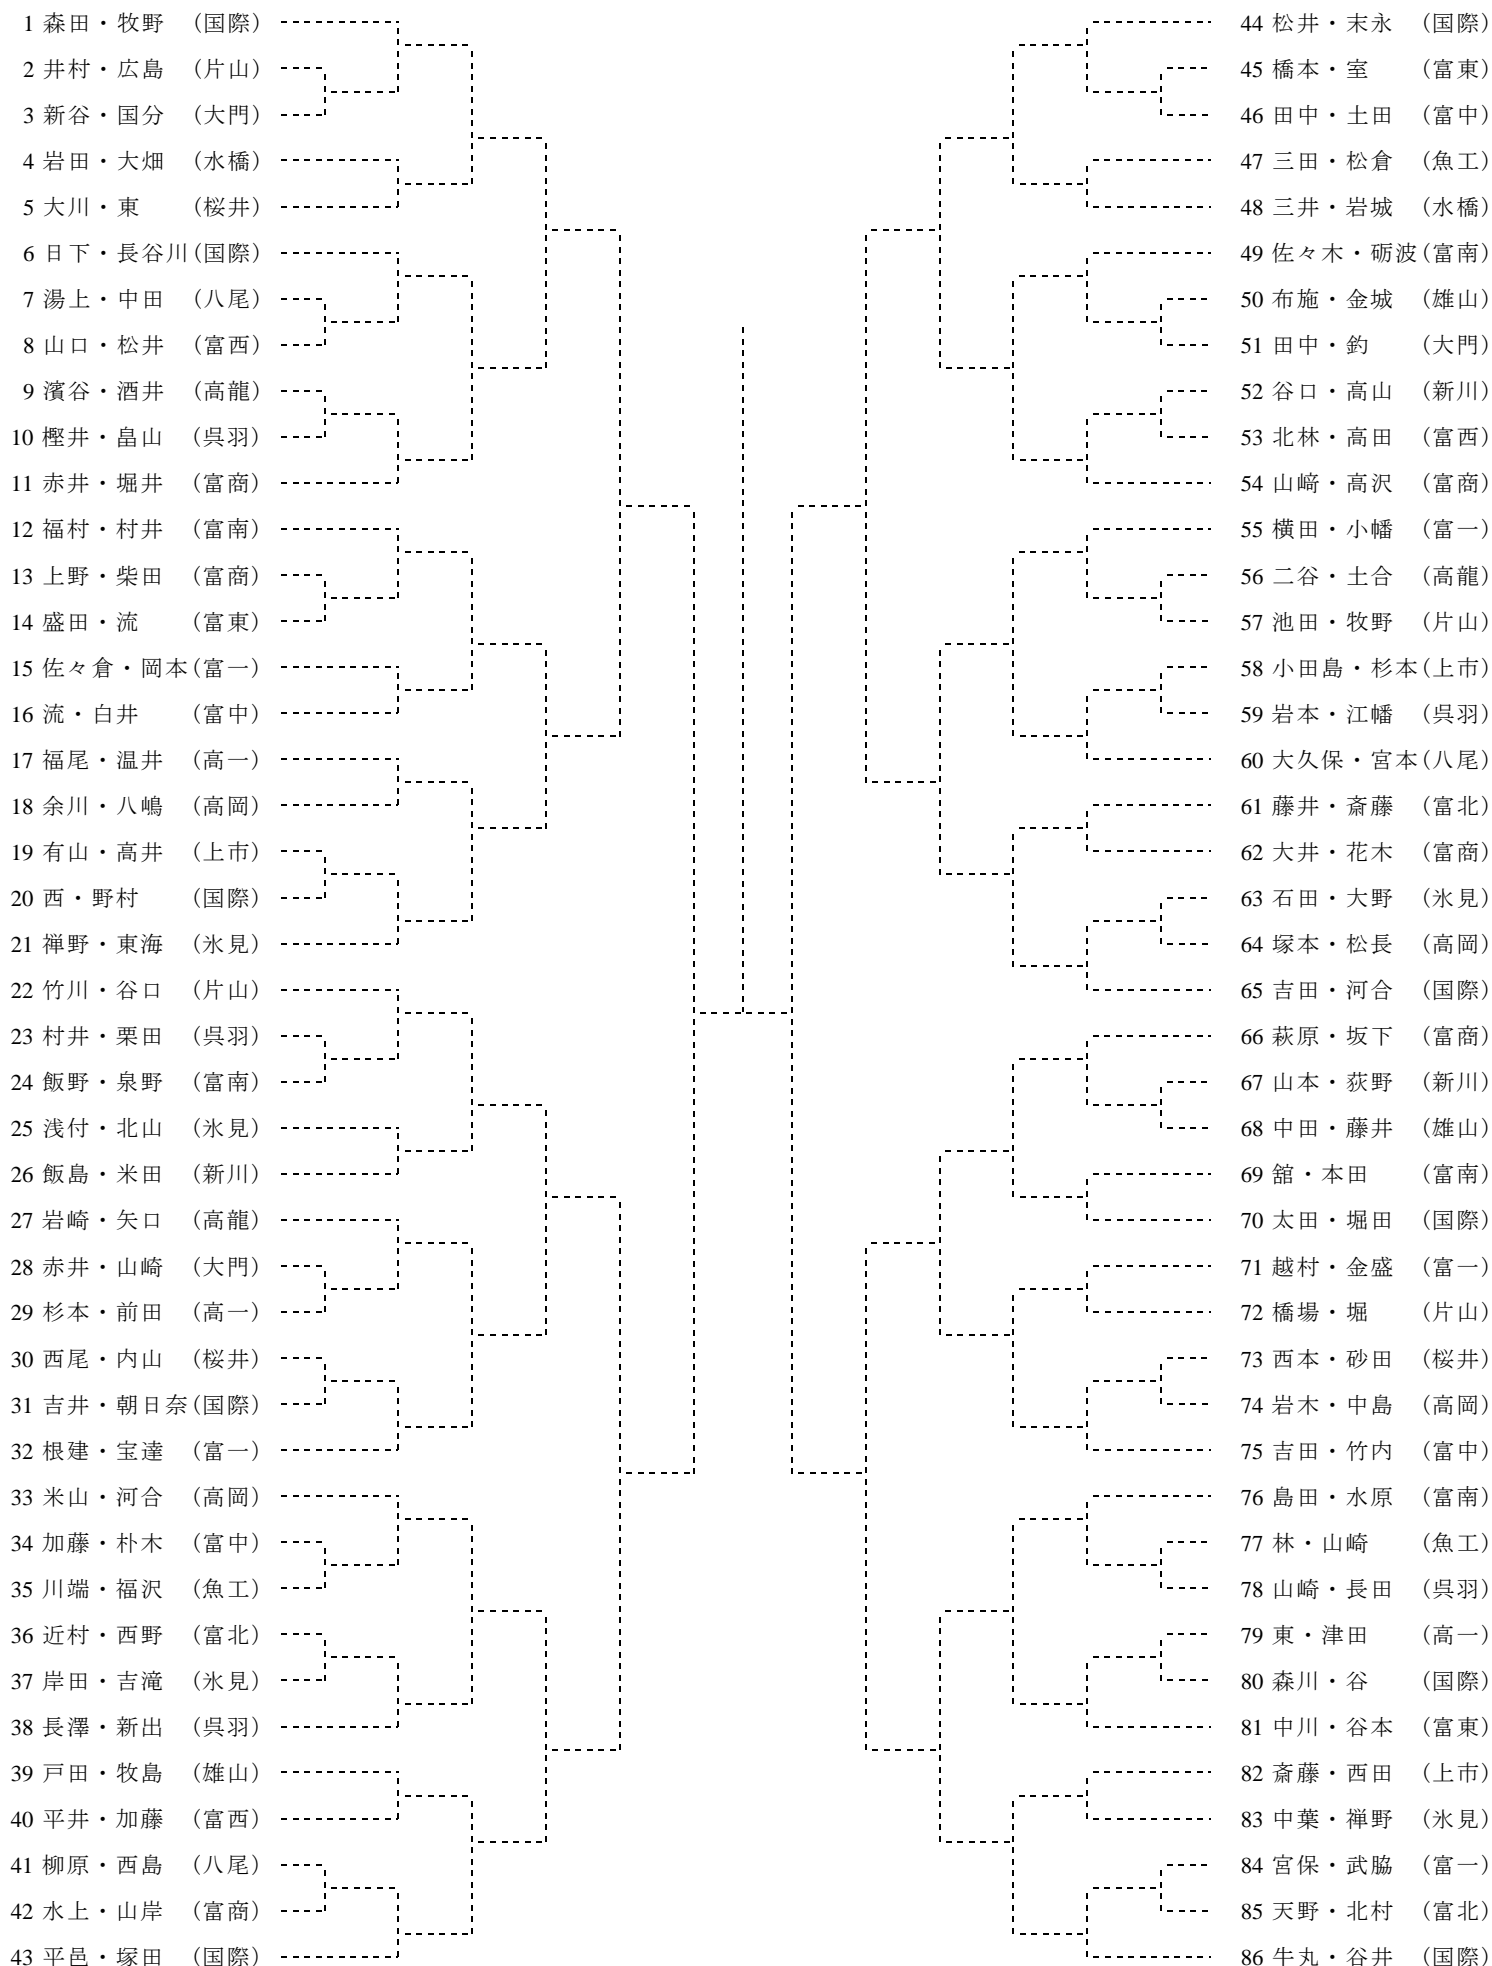 1 森田・牧野 （国際）
2 井村・広島 （片山）
3 新谷・国分 （大門）
4 岩田・大畑 （水橋）
5 大川・東 （桜井）
6 日下・長谷川(国際）
7 湯上・中田 （八尾）
8 山口・松井 （富西）
9 濱谷・酒井 （高龍）
10 樫井・畠山 （呉羽）
11 赤井・堀井 （富商）
12 福村・村井 （富南）
13 上野・柴田 （富商）
14 盛田・流 （富東）
15 佐々倉・岡本(富一）
16 流・白井 （富中）
17 福尾・温井 （高一）
18 余川・八嶋 （高岡）
19 有山・高井 （上市）
20 西・野村 （国際）
21 禅野・東海 （氷見）
22 竹川・谷口 （片山）
23 村井・栗田 （呉羽）
24 飯野・泉野 （富南）
25 浅付・北山 （氷見）
26 飯島・米田 （新川）
27 岩崎・矢口 （高龍）
28 赤井・山崎 （大門）
29 杉本・前田 （高一）
30 西尾・内山 （桜井）
31 吉井・朝日奈(国際）
32 根建・宝達 （富一）
33 米山・河合 （高岡）
34 加藤・朴木 （富中）
35 川端・福沢 （魚工）
36 近村・西野 （富北）
37 岸田・吉滝 （氷見）
38 長澤・新出 （呉羽）
39 戸田・牧島 （雄山）
40 平井・加藤 （富西）
41 柳原・西島 （八尾）
42 水上・山岸 （富商）
43 平邑・塚田 （国際）
44 松井・末永 （国際）
45 橋本・室 （富東）
46 田中・土田 （富中）
47 三田・松倉 （魚工）
48 三井・岩城 （水橋）
49 佐々木・砺波(富南）
50 布施・金城 （雄山）
51 田中・釣 （大門）
52 谷口・高山 （新川）
53 北林・高田 （富西）
54 山﨑・高沢 （富商）
55 横田・小幡 （富一）
56 二谷・土合 （高龍）
57 池田・牧野 （片山）
58 小田島・杉本(上市）
59 岩本・江幡 （呉羽）
60 大久保・宮本(八尾）
61 藤井・斎藤 （富北）
62 大井・花木 （富商）
63 石田・大野 （氷見）
64 塚本・松長 （高岡）
65 吉田・河合 （国際）
66 萩原・坂下 （富商）
67 山本・荻野 （新川）
68 中田・藤井 （雄山）
69 舘・本田 （富南）
70 太田・堀田 （国際）
71 越村・金盛 （富一）
72 橋場・堀 （片山）
73 西本・砂田 （桜井）
74 岩木・中島 （高岡）
75 吉田・竹内 （富中）
76 島田・水原 （富南）
77 林・山崎 （魚工）
78 山崎・長田 （呉羽）
79 東・津田 （高一）
80 森川・谷 （国際）
81 中川・谷本 （富東）
82 斎藤・西田 （上市）
83 中葉・禅野 （氷見）
84 宮保・武脇 （富一）
85 天野・北村 （富北）
86 牛丸・谷井 （国際）